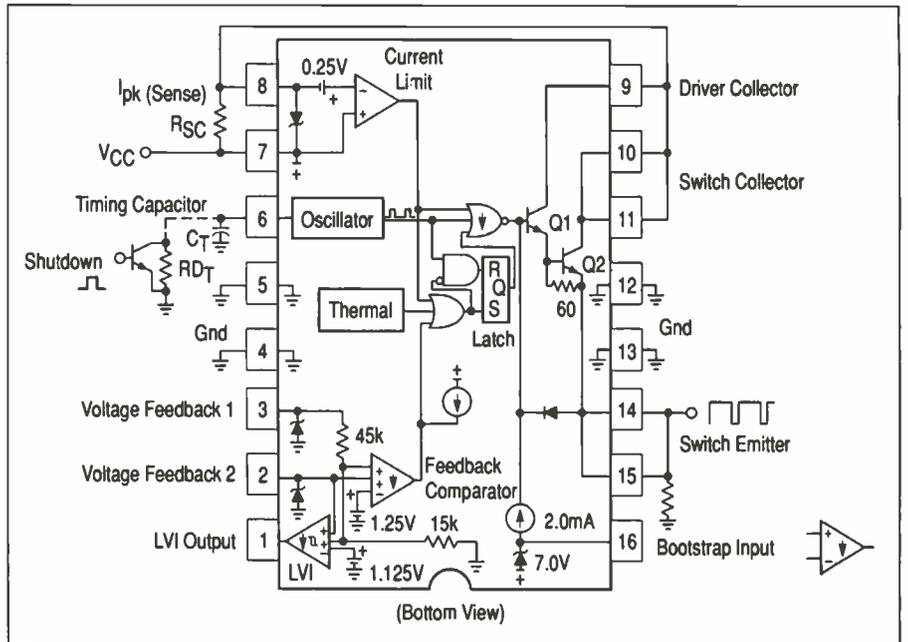 Current
Limit
0.25V
8
Ipk (Sense)
RSC
VCC
7
Timing Capacitor
6
CT
Oscillator
Shutdown
RDT
5
Thermal
Gnd
4
R
Q
S
Latch
Q1
Q2
60
9
Driver Collector
10
Switch Collector
11
12
Gnd
13
Voltage Feedback 1
3
45k
Voltage Feedback 2
2
Feedback
Comparator
1.25V
15k
LVI Output
1
LVI
1.125V
14
Switch Emitter
15
2.0mA
16
Bootstrap Input
7.0V
(Bottom View)